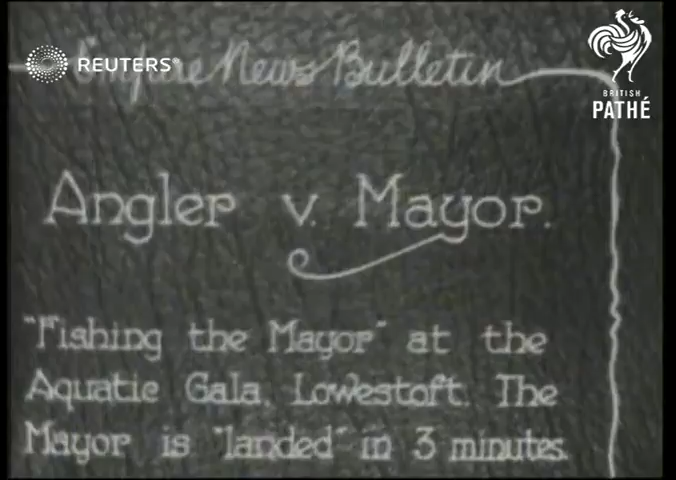 Empire News Bulletin
REUTERS
BRITISH
PATHÉ
Angler v. Mayor.
"Fishing the Mayor" at the
Aquatic Gala, Lowestoft. The
Mayor is "landed" in 3 minutes.